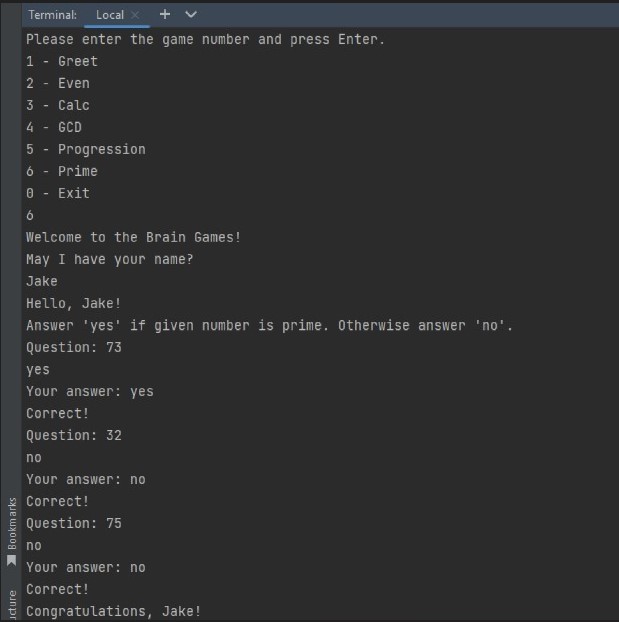 Terminal: Local
Please enter the game number and press Enter.
1 - Greet
2 - Even
3 - Calc
4 - GCD
5 - Progression
6 - Prime
0 - Exit
6
Welcome to the Brain Games!
May I have your name?
Jake
Hello, Jake!
Answer 'yes' if given number is prime. Otherwise answer 'no'.
Question: 73
yes
Your answer: yes
Correct!
Question: 32
no
Your answer: no
Correct!
Question: 75
no
Your answer: no
Correct!
Congratulations, Jake!
Bookmarks